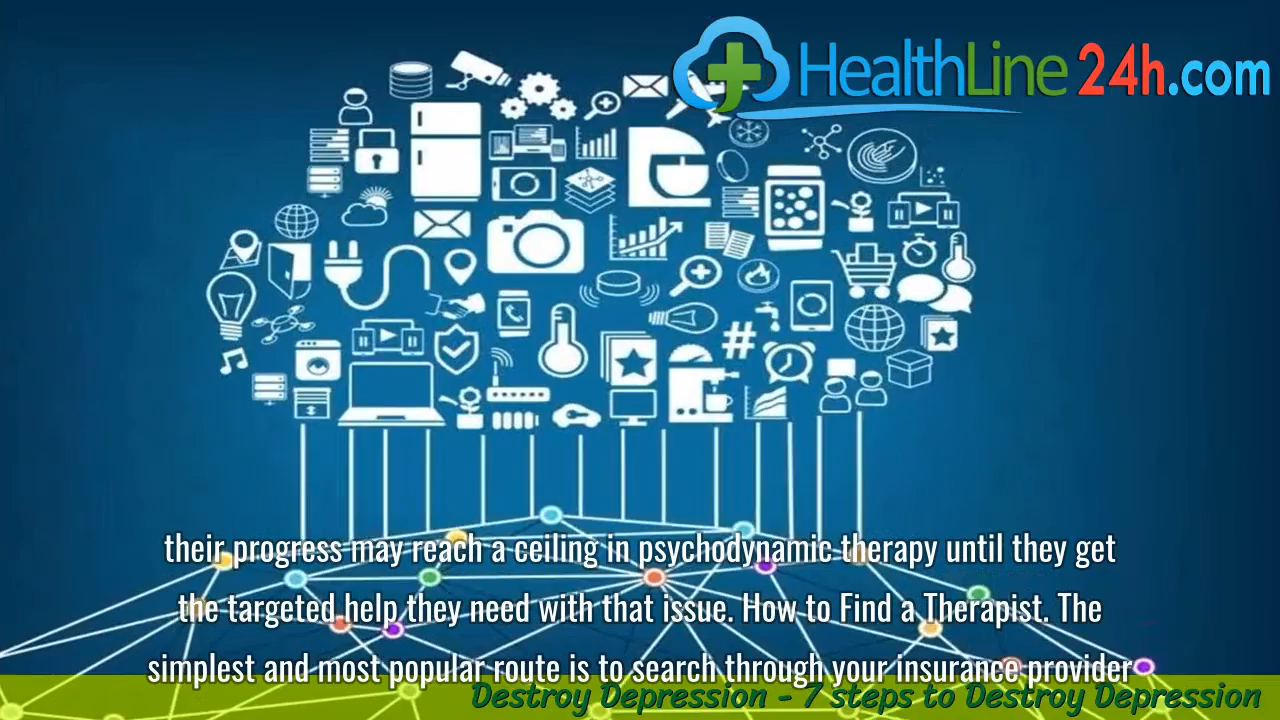 HealthLine 24h.com
#
their progress may reach a ceiling in psychodynamic therapy until they get
the targeted help they need with that issue. How to Find a Therapist. The
simplest and most popular route is to search through your insurance provider
Destroy Depression - 7 steps to Destroy Depression